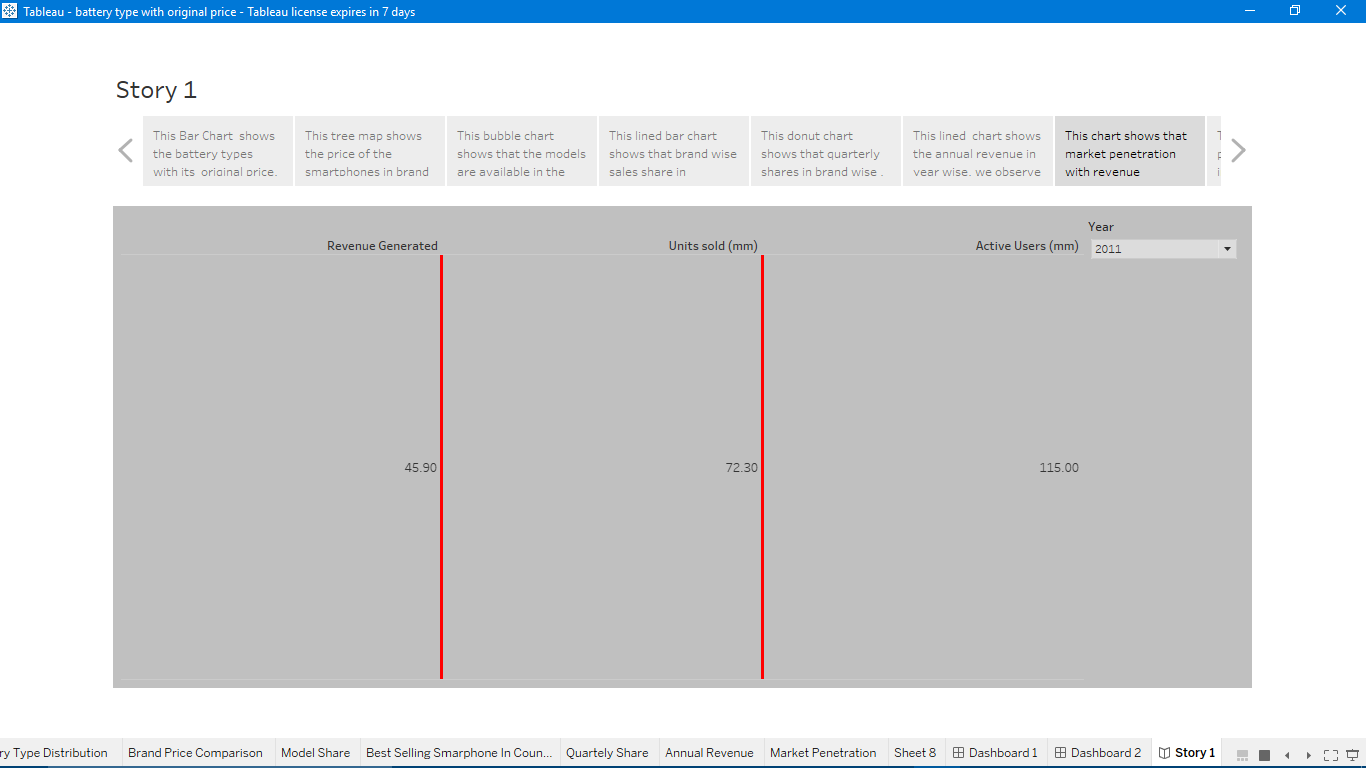 Tableau - battery type with original price - Tableau license expires in 7 days
Story 1
This Bar Chart shows
the battery types
with its original price.
This tree map shows
the price of the
smartphones in brand
This bubble chart
shows that the models
are available in the
This lined bar chart
shows that brand wise
sales share in
This donut chart
shows that quarterly
shares in brand wise .
This lined chart shows
the annual revenue in
year wise. we observe
This chart shows that
market penetration
with revenue
Year
Revenue Generated
Units sold (mm)
Active Users (mm)
2011
45.90
72.30
115.00
ry Type Distribution
Brand Price Comparison
Model Share
Best Selling Smarphone In Coun...
Quartely Share
Annual Revenue
Market Penetration
Sheet 8
Dashboard 1
Dashboard 2
Story 1